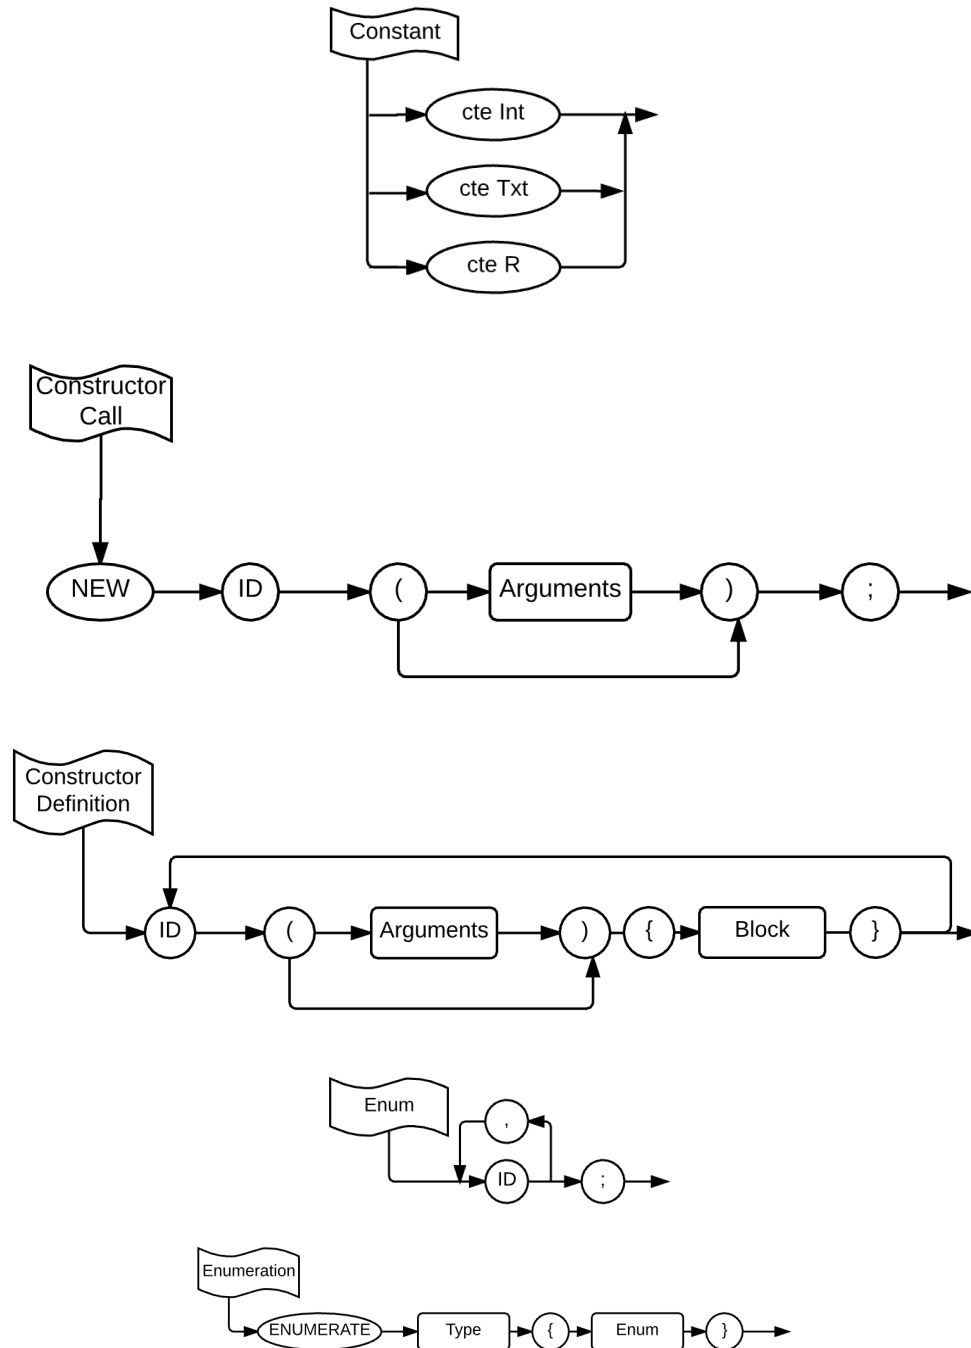 Constant
cte Int
cte Txt
cte R
Constructor
Call
NEW ID ( Arguments ) ;
Constructor
Definition
ID ( Arguments ) { Block }
Enum
,
ID ;
Enumeration
ENUMERATE Type { Enum }